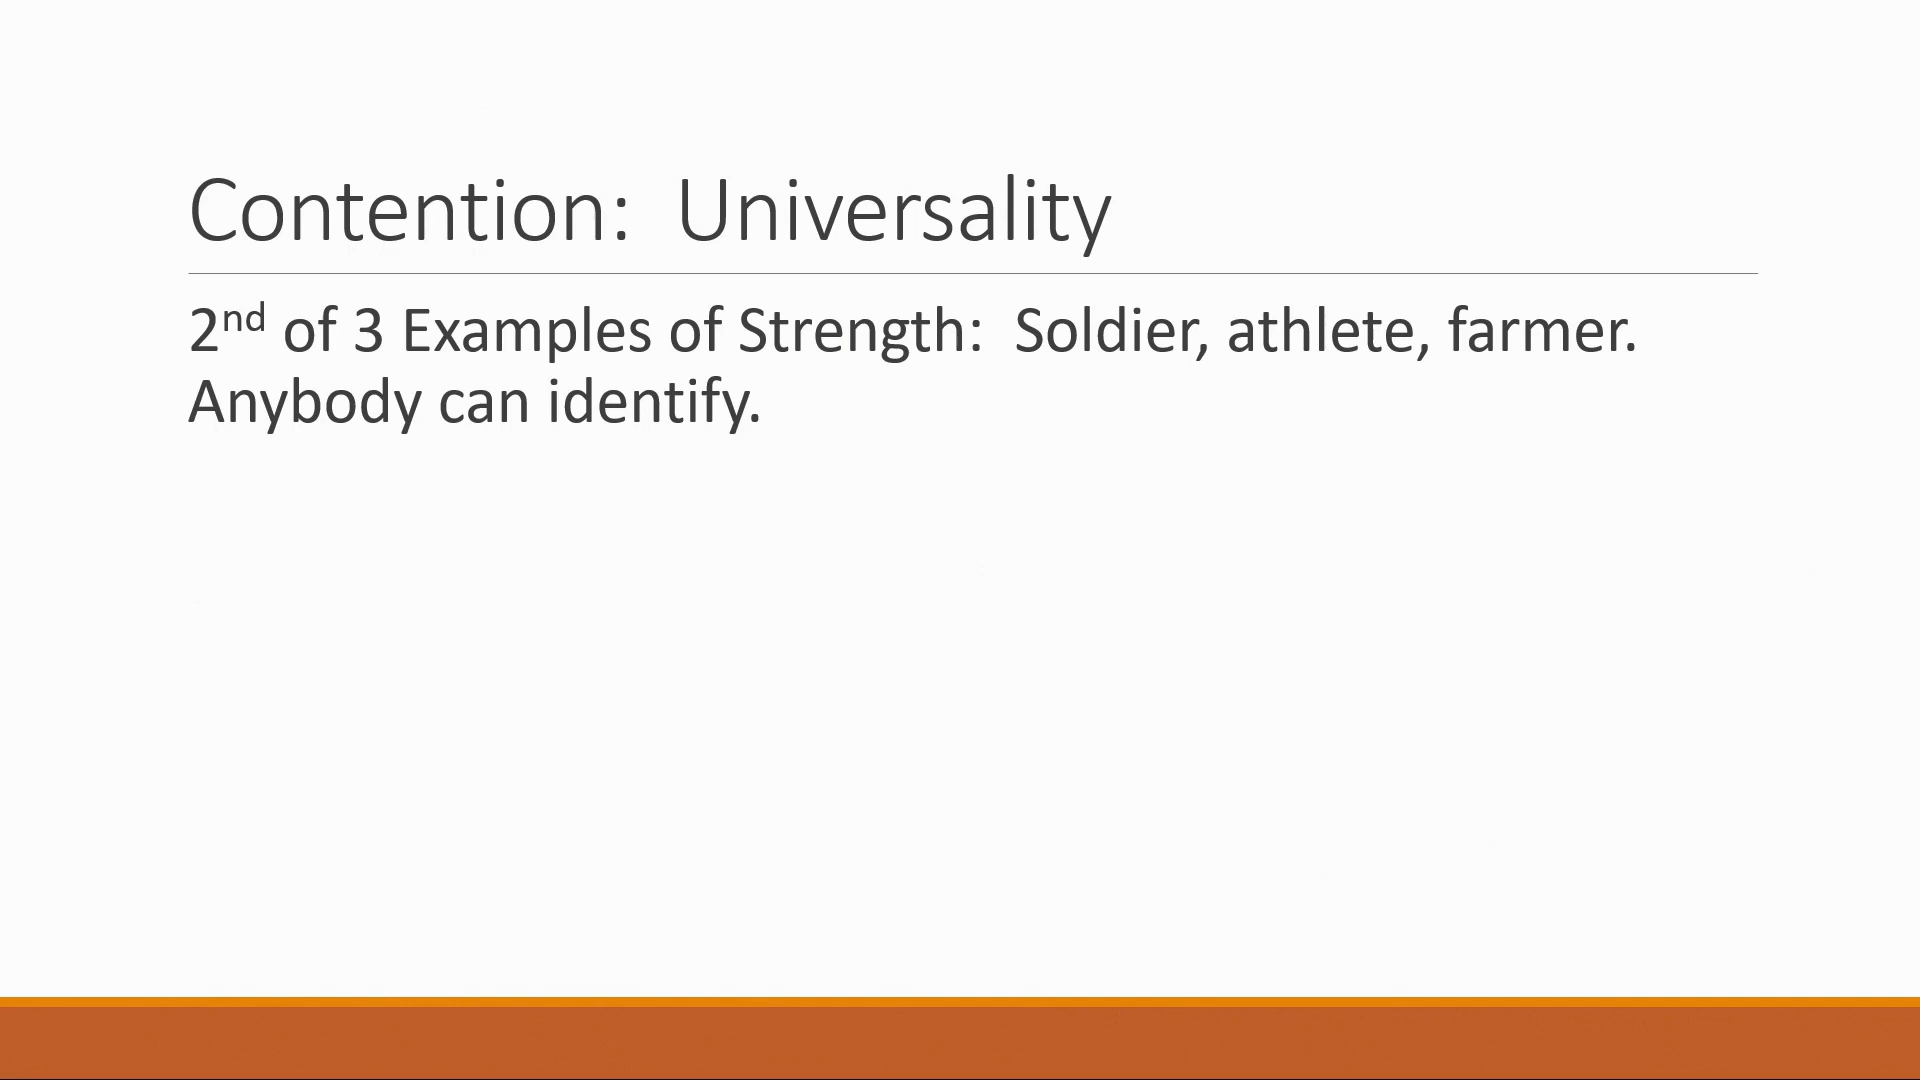 Contention:  Universality
2nd of 3 Examples of Strength:  Soldier, athlete, farmer.
Anybody can identify.